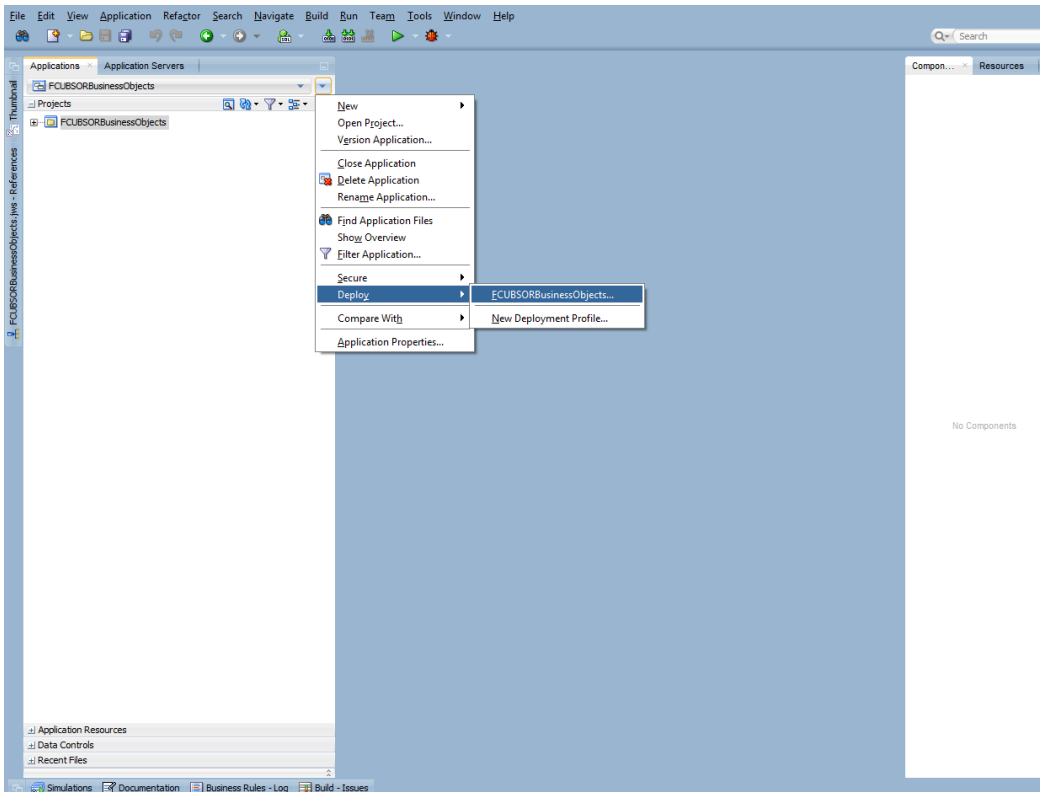 File Edit View Application Refactor Search Navigate Build Run Team Tools Window Help
Search
Applications Application Servers
Compon... Resources
FCUBSORBusinessObjects
Projects
FCUBSORBusinessObjects
Thumbnail
FCUBSORBusinessObjects.jws - References
New
Open Project...
Version Application...
Close Application
Delete Application
Rename Application...
Find Application Files
Show Overview
Filter Application...
Secure
Deploy
FCUBSORBusinessObjects...
Compare With
New Deployment Profile...
Application Properties...
No Components
Application Resources
Data Controls
Recent Files
Simulations Documentation Business Rules - Log Build - Issues